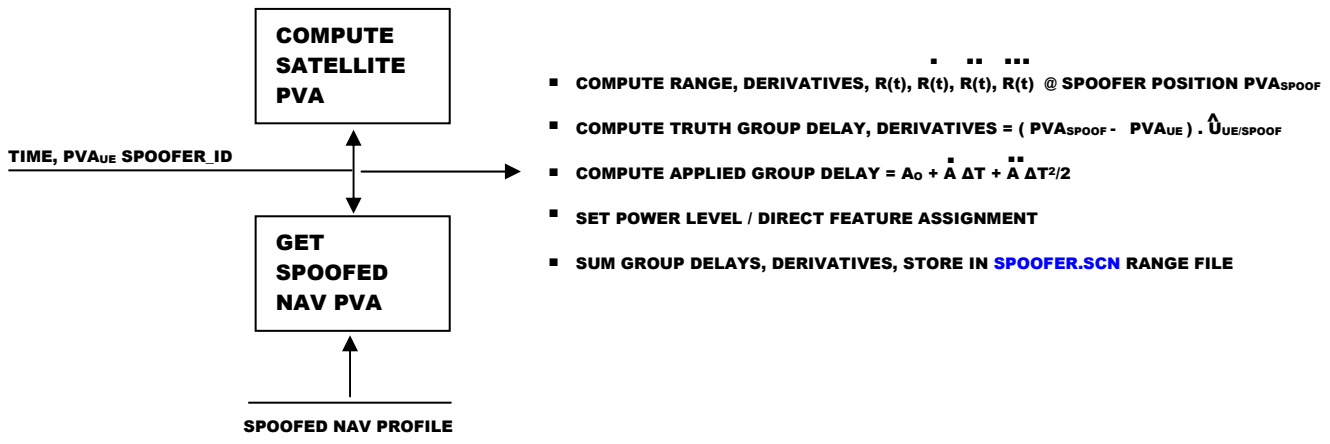 COMPUTE
SATELLITE
PVA
TIME, PVAUE SPOOFER_ID
GET
SPOOFED
NAV PVA
SPOOFED NAV PROFILE
▪ COMPUTE RANGE, DERIVATIVES, R(t), Ṙ(t), R̈(t), R⃛(t) @ SPOOFER POSITION PVASPOOF
▪ COMPUTE TRUTH GROUP DELAY, DERIVATIVES = ( PVASPOOF - PVAUE ) . ÛUE/SPOOF
▪ COMPUTE APPLIED GROUP DELAY = A0 + Ȧ ΔT + Ä ΔT²/2
▪ SET POWER LEVEL / DIRECT FEATURE ASSIGNMENT
▪ SUM GROUP DELAYS, DERIVATIVES, STORE IN SPOOFER.SCN RANGE FILE